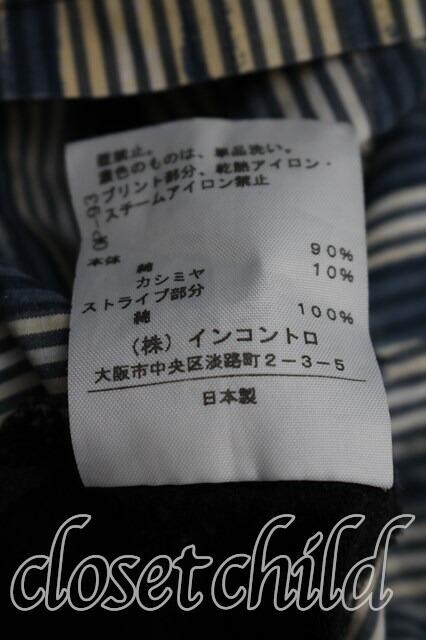 濃色のものは、単品洗い。
プリント部分、乾熱アイロン・
スチームアイロン禁止
本体
綿 90%
カシミヤ 10%
ストライプ部分
綿 100%
(株)インコントロ
大阪市中央区淡路町2-3-5
日本製
closet child